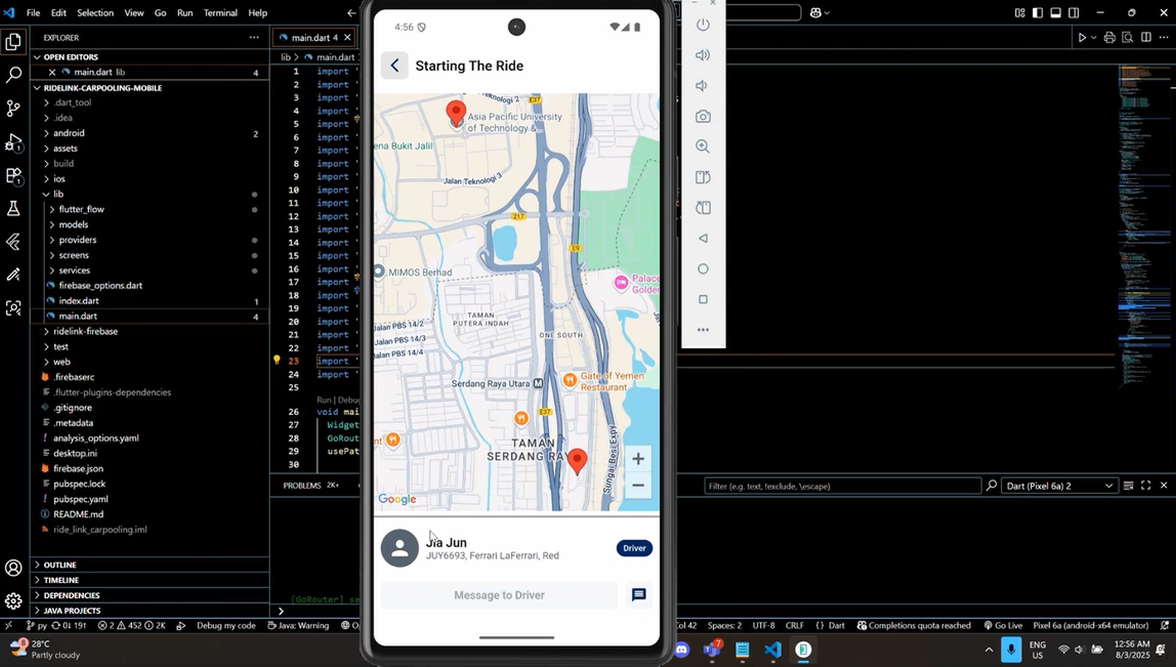 File Edit Selection View Go Run Terminal Help
EXPLORER
OPEN EDITORS
main.dart lib 4
RIDELINK-CARPOOLING-MOBILE
.dart_tool
.idea
android 2
assets
build
ios
lib
flutter_flow
models
providers
screens
services
firebase_options.dart
index.dart 1
main.dart 4
ridelink-firebase
test
web
.firebaserc
.flutter-plugins-dependencies
.gitignore
.metadata
analysis_options.yaml
desktop.ini
firebase.json
pubspec.lock
pubspec.yaml
README.md
ride_link_carpooling.iml
OUTLINE
TIMELINE
DEPENDENCIES
JAVA PROJECTS
main.dart 4
lib > main.dart
1 import '
2 import '
3 import '
4 import '
5 import '
6 import '
7 import '
8 import '
9 import '
10 import '
11 import '
12 import '
13 import '
14 import '
15 import '
16 import '
17 import '
18 import '
19 import '
20 import '
21 import '
22 import '
23 import '
24 import '
25
Run | Debug
26 void mai
27 Widget
28 GoRout
29 usePat
30
PROBLEMS 2K+
Filter (e.g. text, !exclude, \escape)
Dart (Pixel 6a) 2
[GoRouter] se
4:56
Starting The Ride
Jalan Teknologi 2
E37
Asia Pacific University
of Technology &...
ena Bukit Jalil
Jalan Teknologi 3
217
E9
MIMOS Berhad
Palace
Golden
TAMAN
PUTERA INDAH
Jalan PBS 14/2
Jalan PBS 14/3
Jalan PBS 14/4
ONE SOUTH
Serdang Raya Utara
Gate of Yemen
Restaurant
E37
nt
TAMAN
SERDANG RAY
Sungai Besi Expy
+
−
Google
Jia Jun
JUY6693, Ferrari LaFerrari, Red
Driver
Message to Driver
py 0↓ 19↑ 2 452 2K Debug my code Java: Warning
Col 42 Spaces: 2 UTF-8 CRLF {} Dart Completions quota reached Go Live Pixel 6a (android-x64 emulator)
28°C
Partly cloudy
7
ENG
US
12:56 AM
8/3/2025